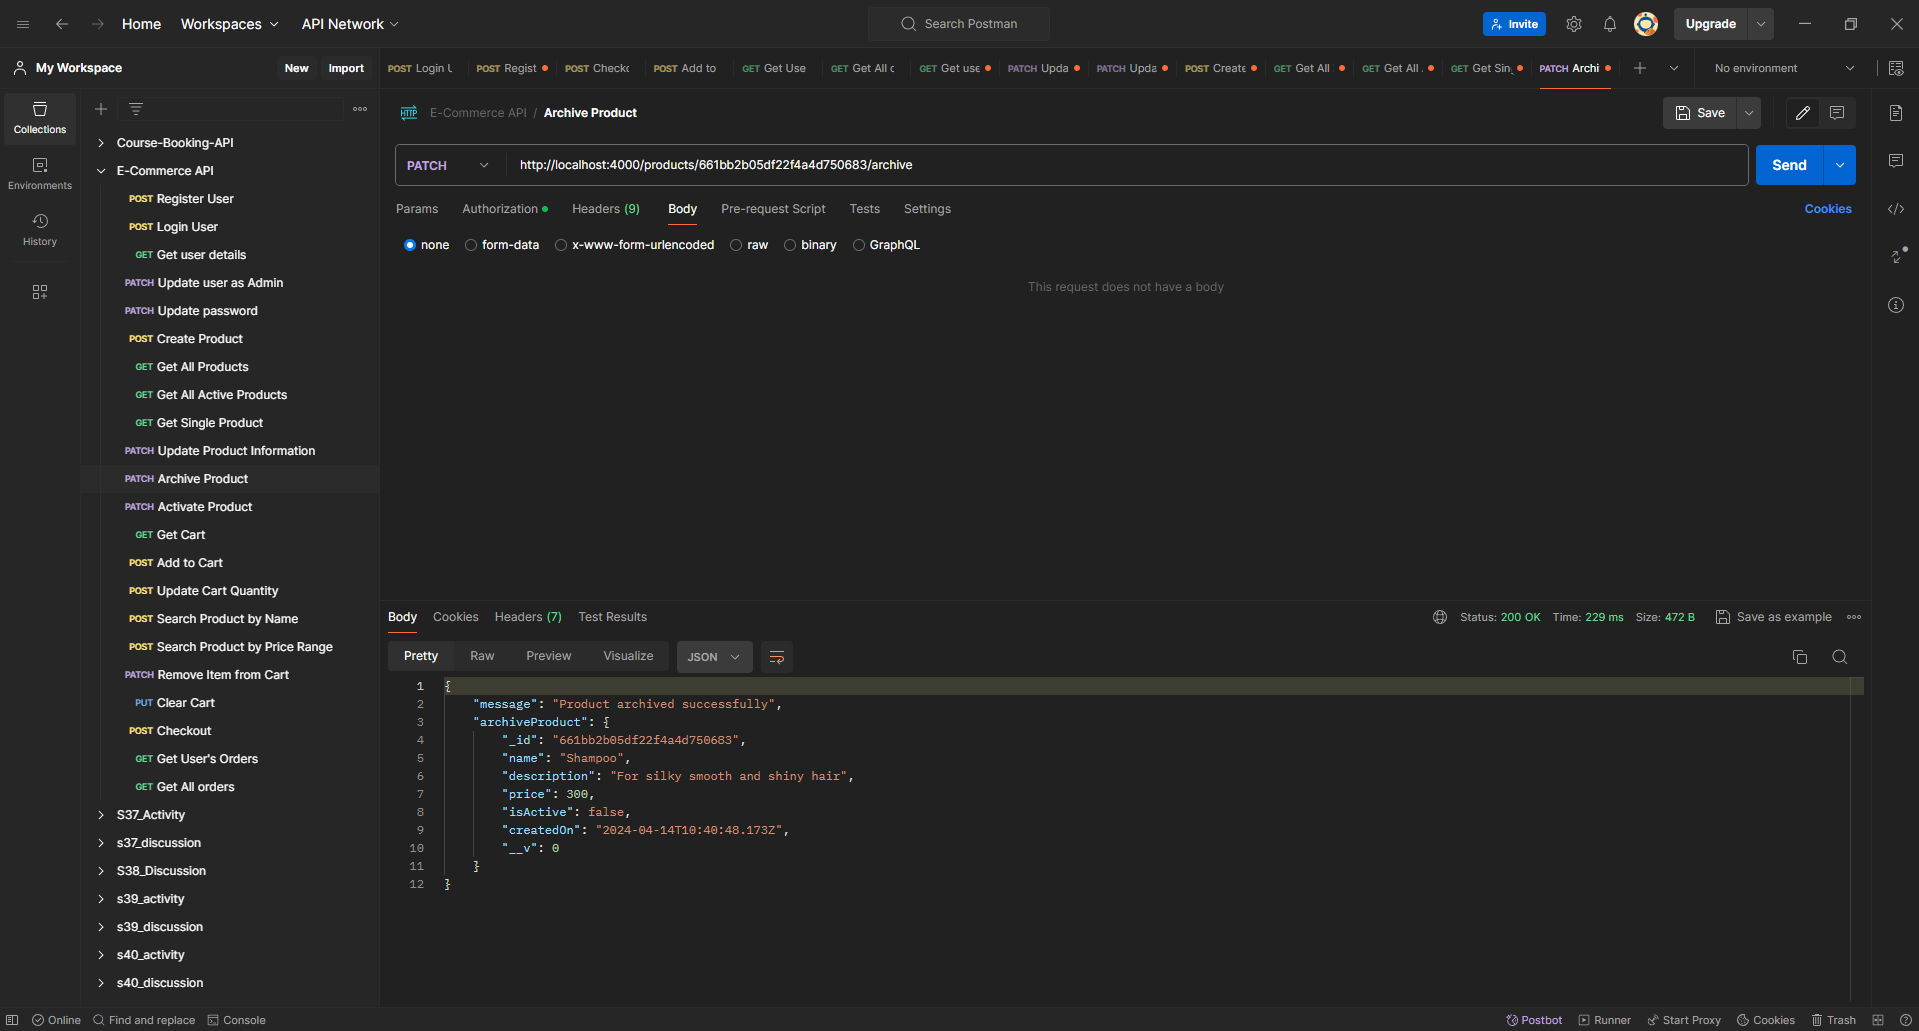 Home
Workspaces
API Network
Search Postman
Invite
Upgrade
My Workspace
New
Import
POST Login U
POST Regist
POST Checko
POST Add to
GET Get Use
GET Get All o
GET Get use
PATCH Upda
PATCH Upda
POST Create
GET Get All
GET Get All
GET Get Sin
PATCH Archi
No environment
Collections
Environments
History
Course-Booking-API
E-Commerce API
POST Register User
POST Login User
GET Get user details
PATCH Update user as Admin
PATCH Update password
POST Create Product
GET Get All Products
GET Get All Active Products
GET Get Single Product
PATCH Update Product Information
PATCH Archive Product
PATCH Activate Product
GET Get Cart
POST Add to Cart
POST Update Cart Quantity
POST Search Product by Name
POST Search Product by Price Range
PATCH Remove Item from Cart
PUT Clear Cart
POST Checkout
GET Get User's Orders
GET Get All orders
S37_Activity
s37_discussion
S38_Discussion
s39_activity
s39_discussion
s40_activity
s40_discussion
HTTP E-Commerce API / Archive Product
Save
PATCH
http://localhost:4000/products/661bb2b05df22f4a4d750683/archive
Send
Params Authorization Headers (9) Body Pre-request Script Tests Settings
Cookies
none form-data x-www-form-urlencoded raw binary GraphQL
This request does not have a body
Body Cookies Headers (7) Test Results
Status: 200 OK Time: 229 ms Size: 472 B Save as example
Pretty Raw Preview Visualize JSON
1 {
2 "message": "Product archived successfully",
3 "archiveProduct": {
4 "_id": "661bb2b05df22f4a4d750683",
5 "name": "Shampoo",
6 "description": "For silky smooth and shiny hair",
7 "price": 300,
8 "isActive": false,
9 "createdOn": "2024-04-14T10:40:48.173Z",
10 "__v": 0
11 }
12 }
Online Find and replace Console
Postbot Runner Start Proxy Cookies Trash